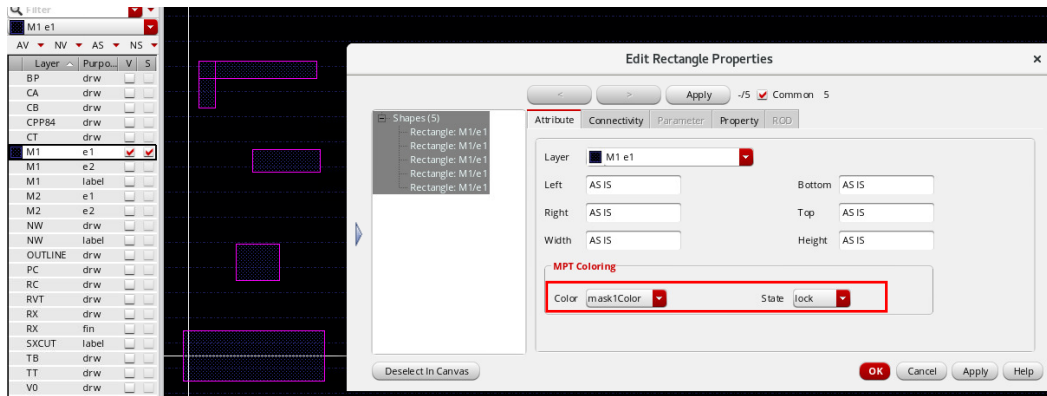 Filter
M1 e1
AV NV AS NS
Layer Purpo... V S
BP drw
CA drw
CB drw
CPP84 drw
CT drw
M1 e1
M1 e2
M1 label
M2 e1
M2 e2
NW drw
NW label
OUTLINE drw
PC drw
RC drw
RVT drw
RX drw
RX fin
SXCUT label
TB drw
TT drw
V0 drw
Edit Rectangle Properties
×
< > Apply -/5 Common 5
Shapes (5)
Rectangle: M1/e1
Rectangle: M1/e1
Rectangle: M1/e1
Rectangle: M1/e1
Rectangle: M1/e1
Attribute Connectivity Parameter Property ROD
Layer M1 e1
Left AS IS Bottom AS IS
Right AS IS Top AS IS
Width AS IS Height AS IS
MPT Coloring
Color mask1Color State lock
Deselect In Canvas
OK Cancel Apply Help